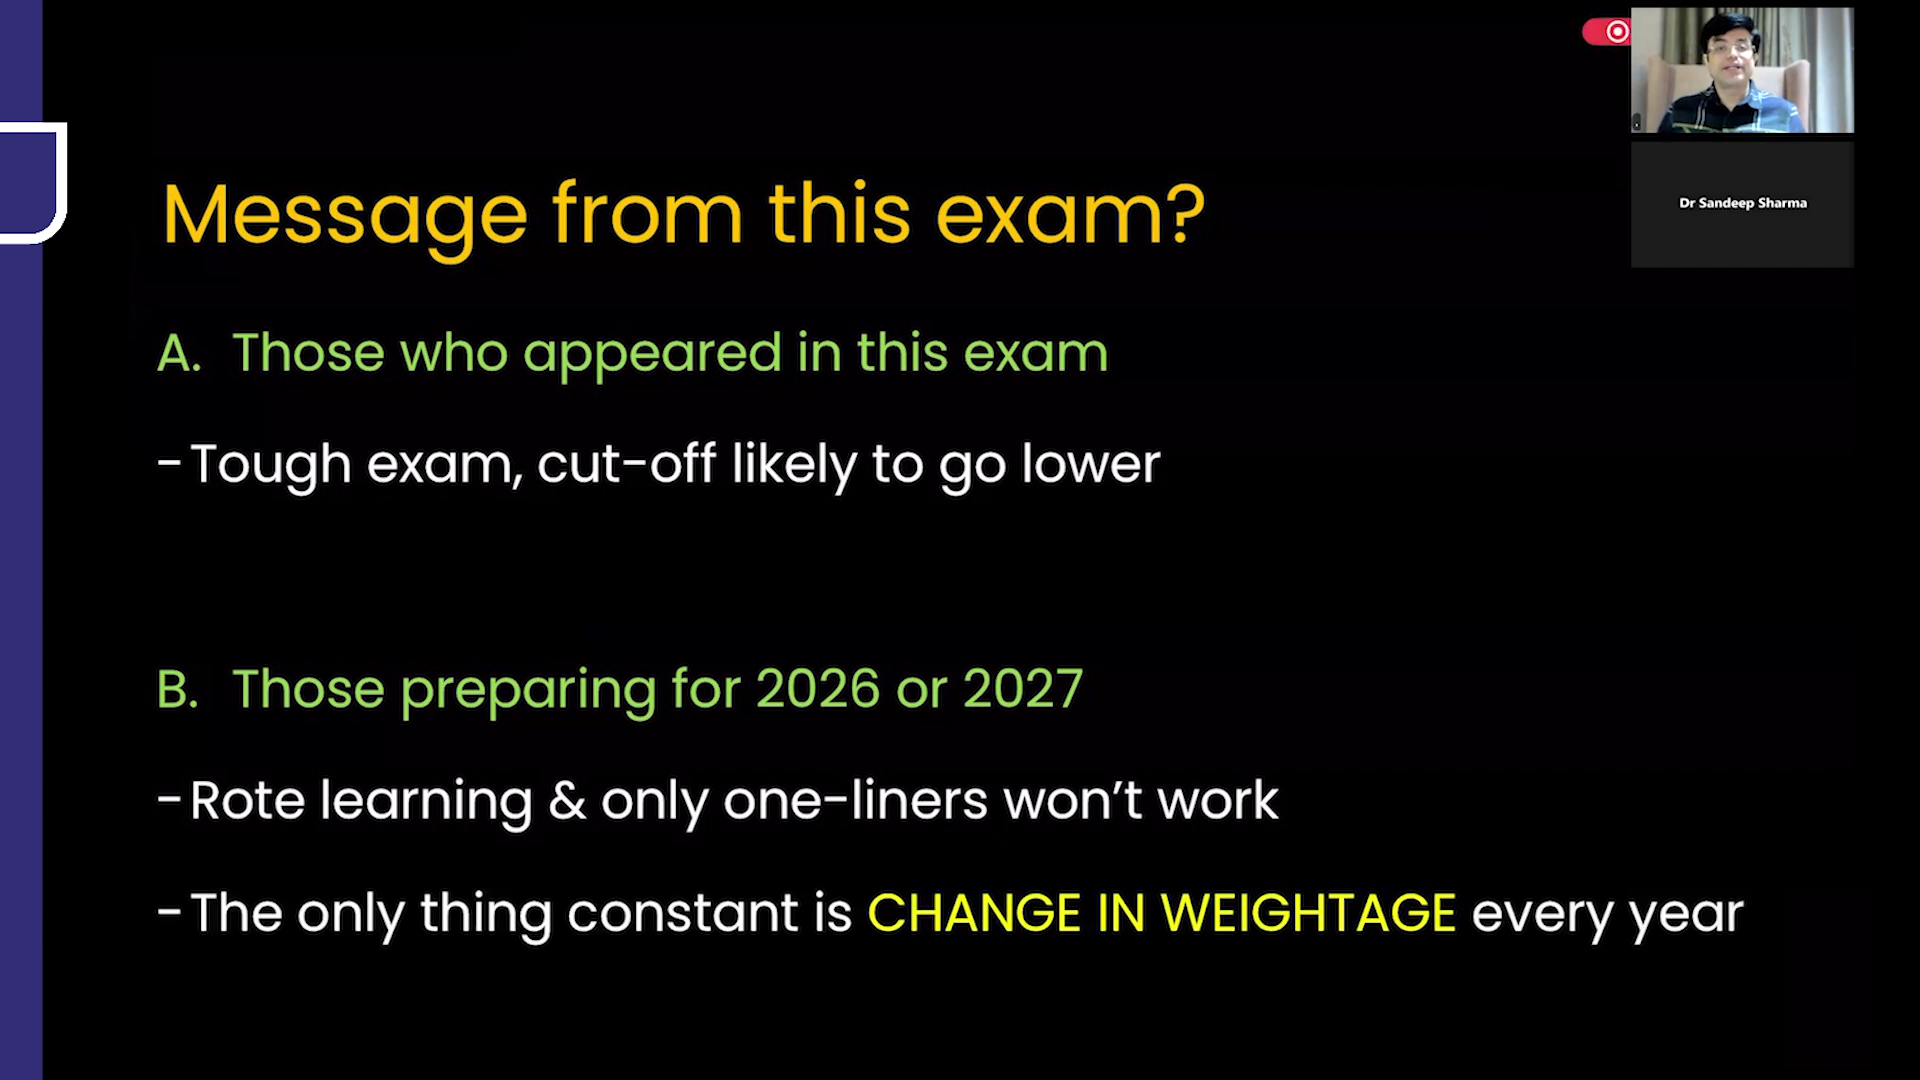 Message from this exam?
A. Those who appeared in this exam
- Tough exam, cut-off likely to go lower
B. Those preparing for 2026 or 2027
- Rote learning & only one-liners won't work
- The only thing constant is CHANGE IN WEIGHTAGE every year
Dr Sandeep Sharma